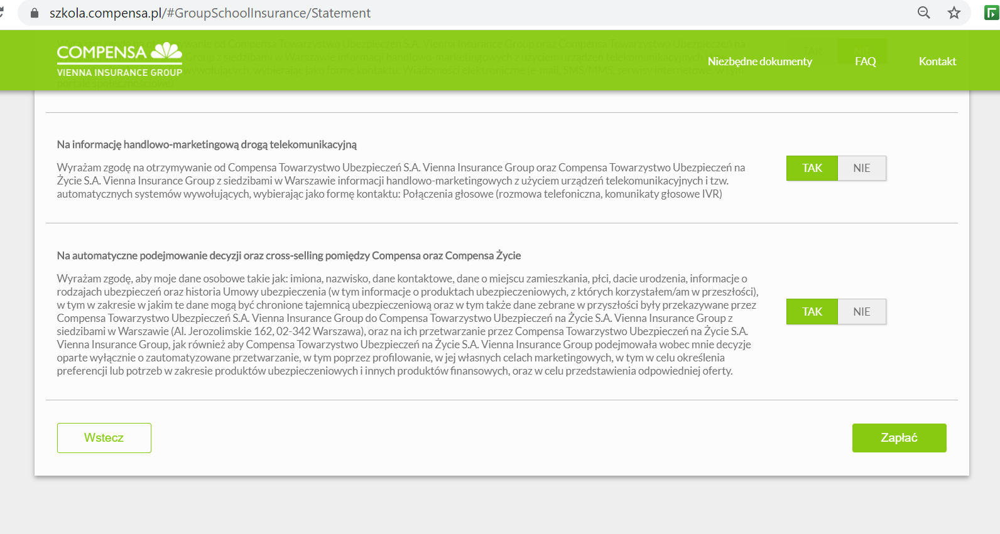 szkola.compensa.pl/#GroupSchoolInsurance/Statement
COMPENSA
VIENNA INSURANCE GROUP
Niezbędne dokumenty
FAQ
Kontakt
Na informację handlowo-marketingową drogą telekomunikacyjną
Wyrażam zgodę na otrzymywanie od Compensa Towarzystwo Ubezpieczeń S.A. Vienna Insurance Group oraz Compensa Towarzystwo Ubezpieczeń na
Życie S.A. Vienna Insurance Group z siedzibami w Warszawie informacji handlowo-marketingowych z użyciem urządzeń telekomunikacyjnych i tzw.
automatycznych systemów wywołujących, wybierając jako formę kontaktu: Połączenia głosowe (rozmowa telefoniczna, komunikaty głosowe IVR)
TAK
NIE
Na automatyczne podejmowanie decyzji oraz cross-selling pomiędzy Compensa oraz Compensa Życie
Wyrażam zgodę, aby moje dane osobowe takie jak: imiona, nazwisko, dane kontaktowe, dane o miejscu zamieszkania, płci, dacie urodzenia, informacje o
rodzajach ubezpieczeń oraz historia Umowy ubezpieczenia (w tym informacje o produktach ubezpieczeniowych, z których korzystałem/am w przeszłości),
w tym w zakresie w jakim te dane mogą być chronione tajemnicą ubezpieczeniową oraz w tym także dane zebrane w przyszłości były przekazywane przez
Compensa Towarzystwo Ubezpieczeń S.A. Vienna Insurance Group do Compensa Towarzystwo Ubezpieczeń na Życie S.A. Vienna Insurance Group z
siedzibami w Warszawie (Al. Jerozolimskie 162, 02-342 Warszawa), oraz na ich przetwarzanie przez Compensa Towarzystwo Ubezpieczeń na Życie S.A.
Vienna Insurance Group, jak również aby Compensa Towarzystwo Ubezpieczeń na Życie S.A. Vienna Insurance Group podejmowała wobec mnie decyzje
oparte wyłącznie o zautomatyzowane przetwarzanie, w tym poprzez profilowanie, w jej własnych celach marketingowych, w tym w celu określenia
preferencji lub potrzeb w zakresie produktów ubezpieczeniowych i innych produktów finansowych, oraz w celu przedstawienia odpowiedniej oferty.
TAK
NIE
Wstecz
Zapłać